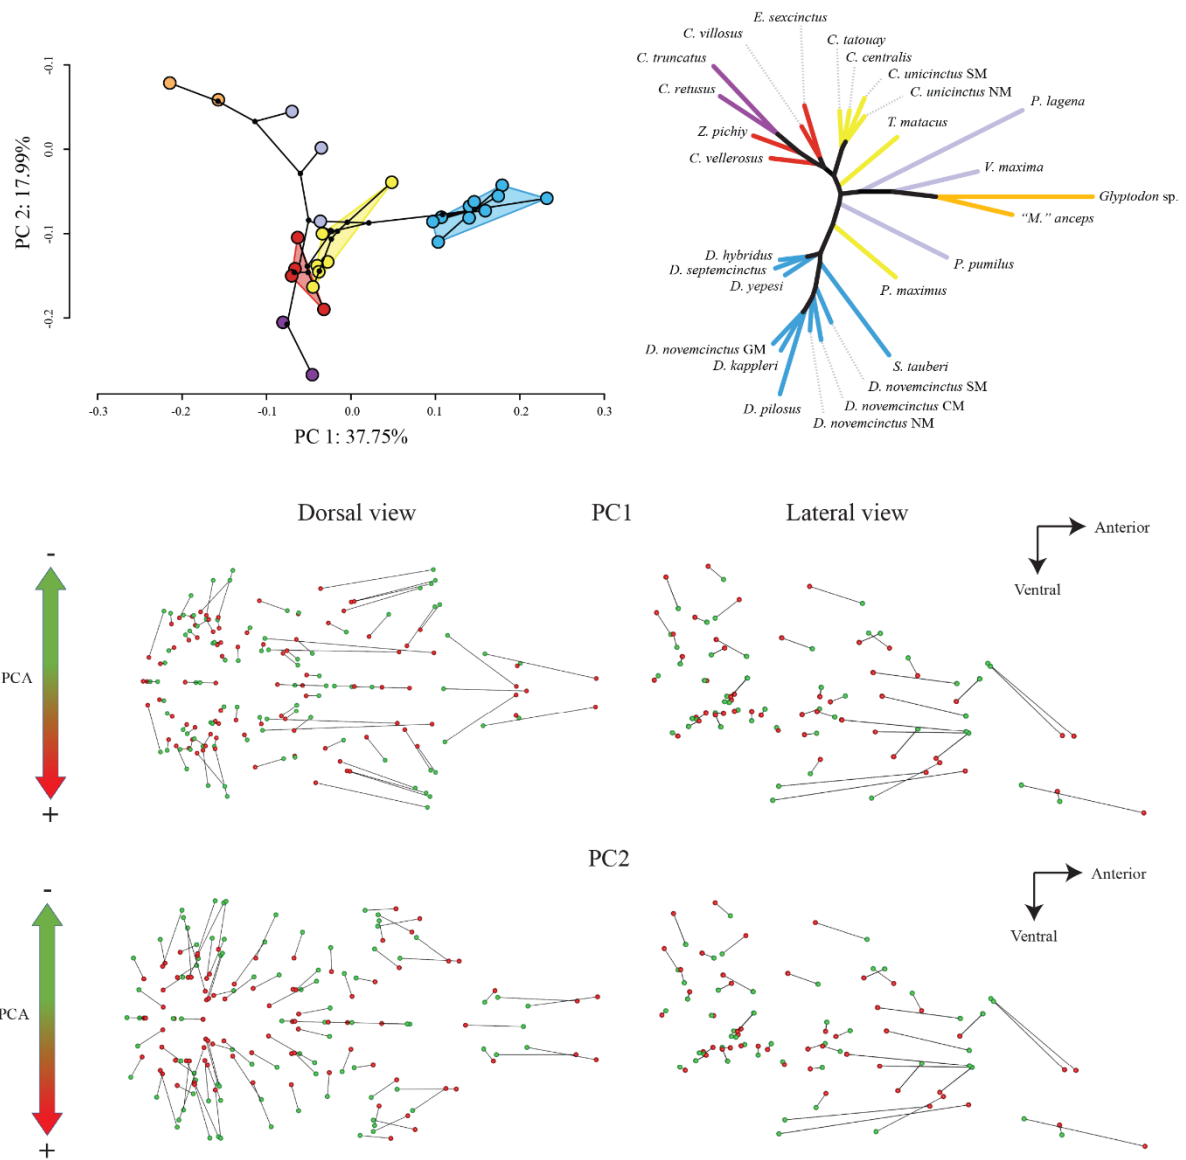 -0.1
0.0
-0.1
-0.2
PC 2: 17.99%
-0.3
-0.2
-0.1
0.0
0.1
0.2
0.3
PC 1: 37.75%
E. sexcinctus
C. villosus
C. tatouay
C. truncatus
C. centralis
C. unicinctus SM
C. retusus
C. unicinctus NM
P. lagena
T. matacus
Z. pichiy
C. vellerosus
V. maxima
Glyptodon sp.
"M." anceps
D. hybridus
P. pumilus
D. septemcinctus
D. yepesi
P. maximus
D. novemcinctus GM
D. kappleri
S. tauberi
D. novemcinctus SM
D. pilosus
D. novemcinctus CM
D. novemcinctus NM
Dorsal view
PC1
Lateral view
Anterior
Ventral
-
PCA
+
PC2
Anterior
Ventral
-
PCA
+